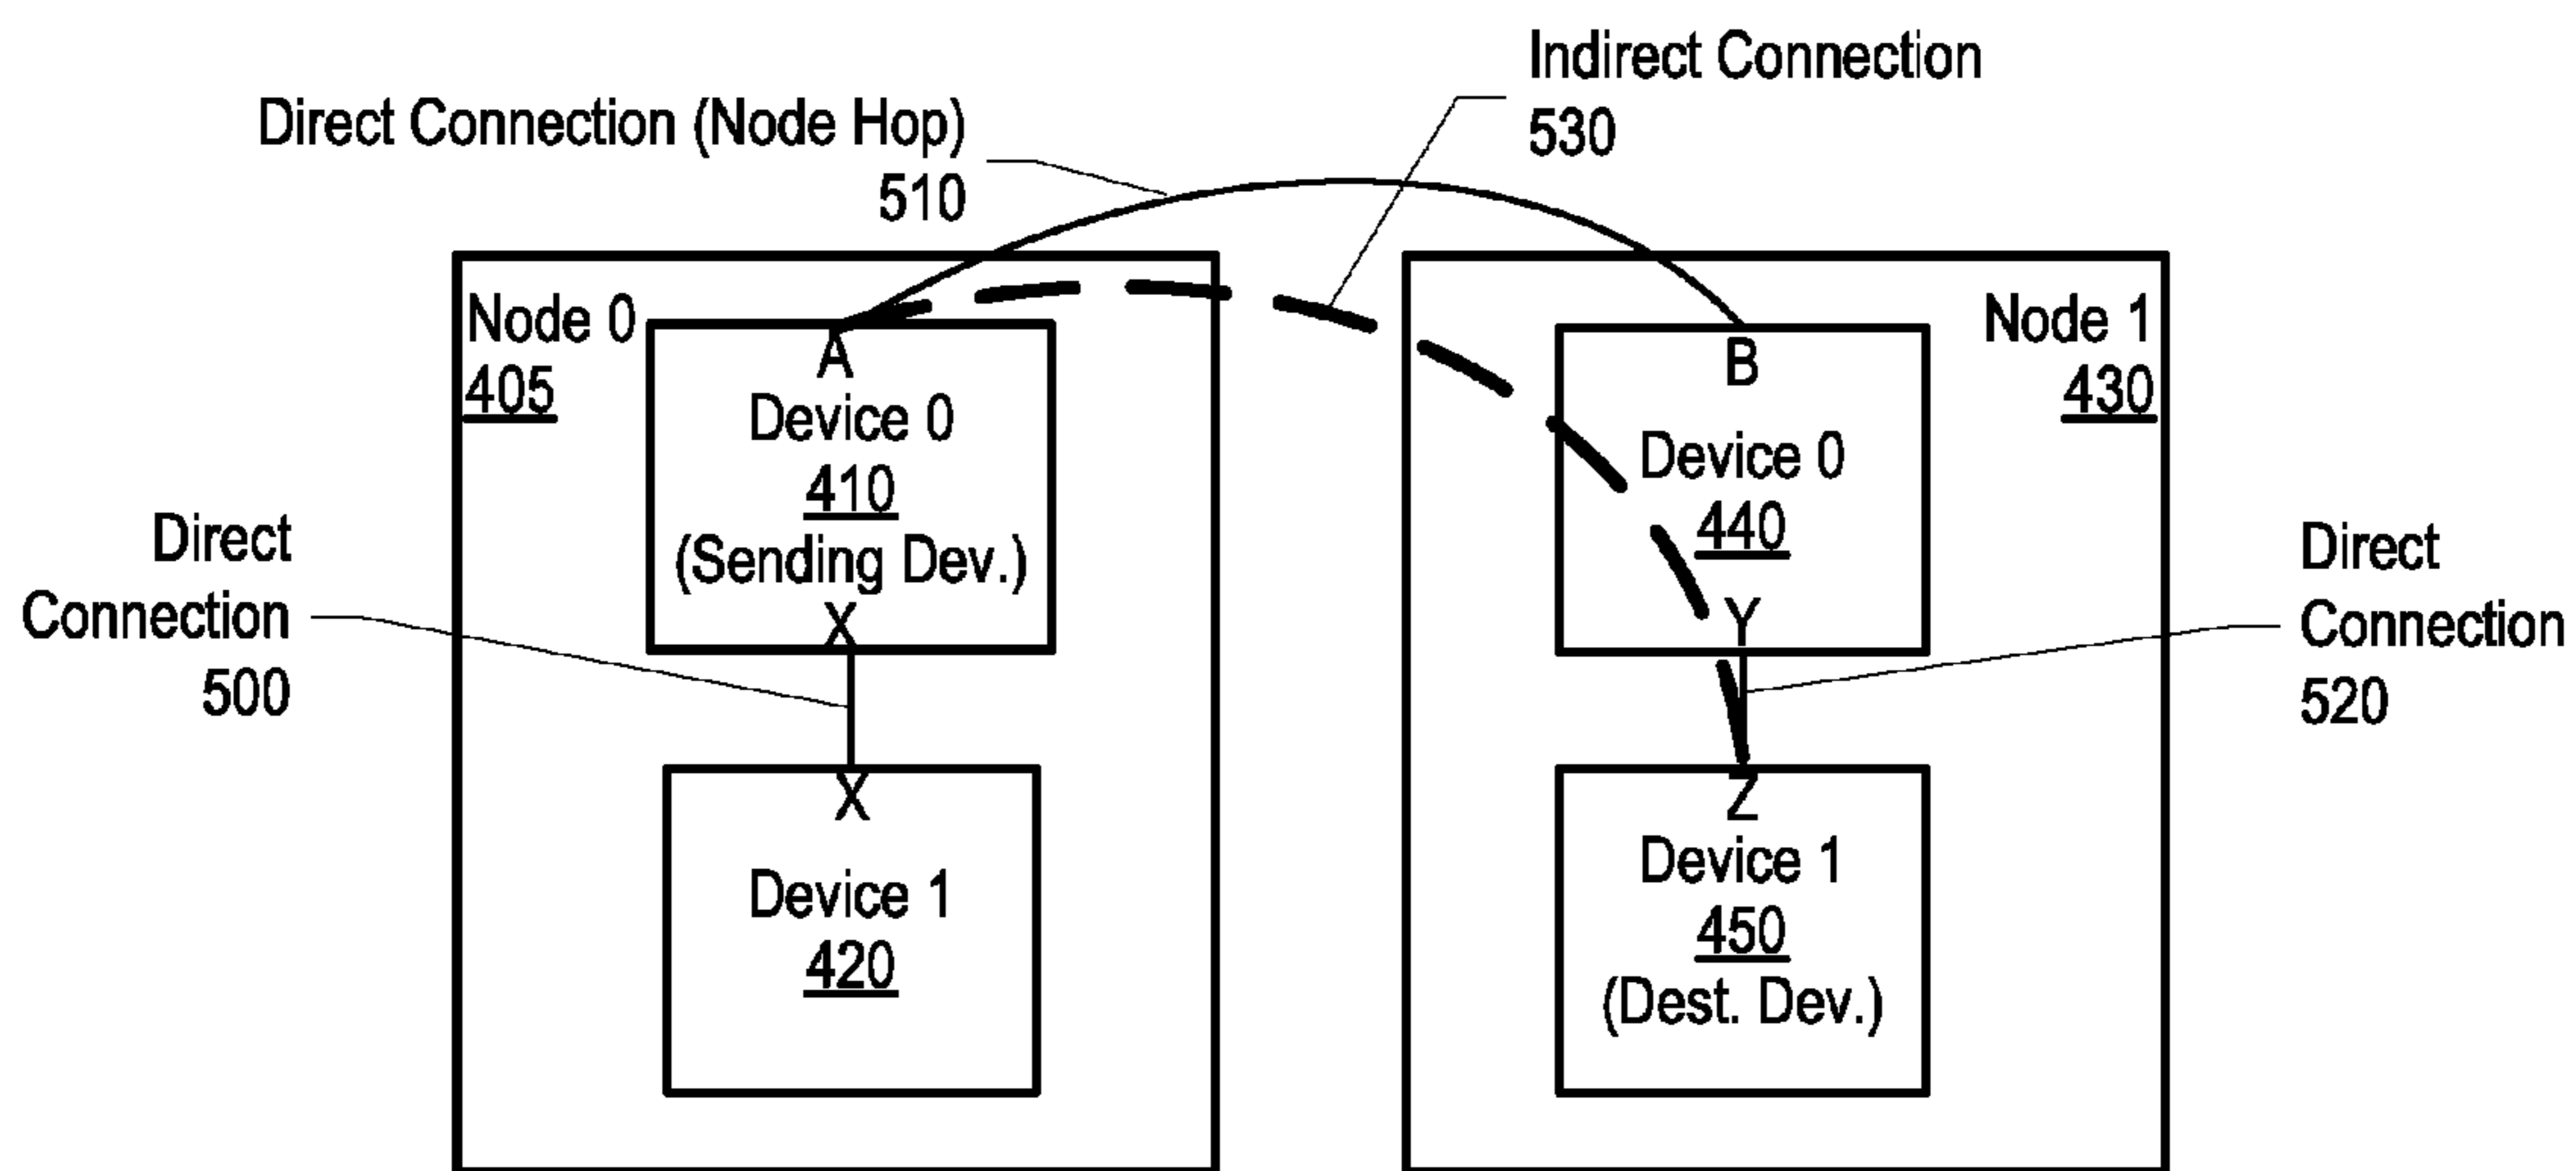 Indirect Connection
530
Direct Connection (Node Hop)
510
Node 0
405
A
Device 0
410
(Sending Dev.)
X
Direct
Connection
500
X
Device 1
420
Node 1
430
B
Device 0
440
Y
Direct
Connection
520
Z
Device 1
450
(Dest. Dev.)